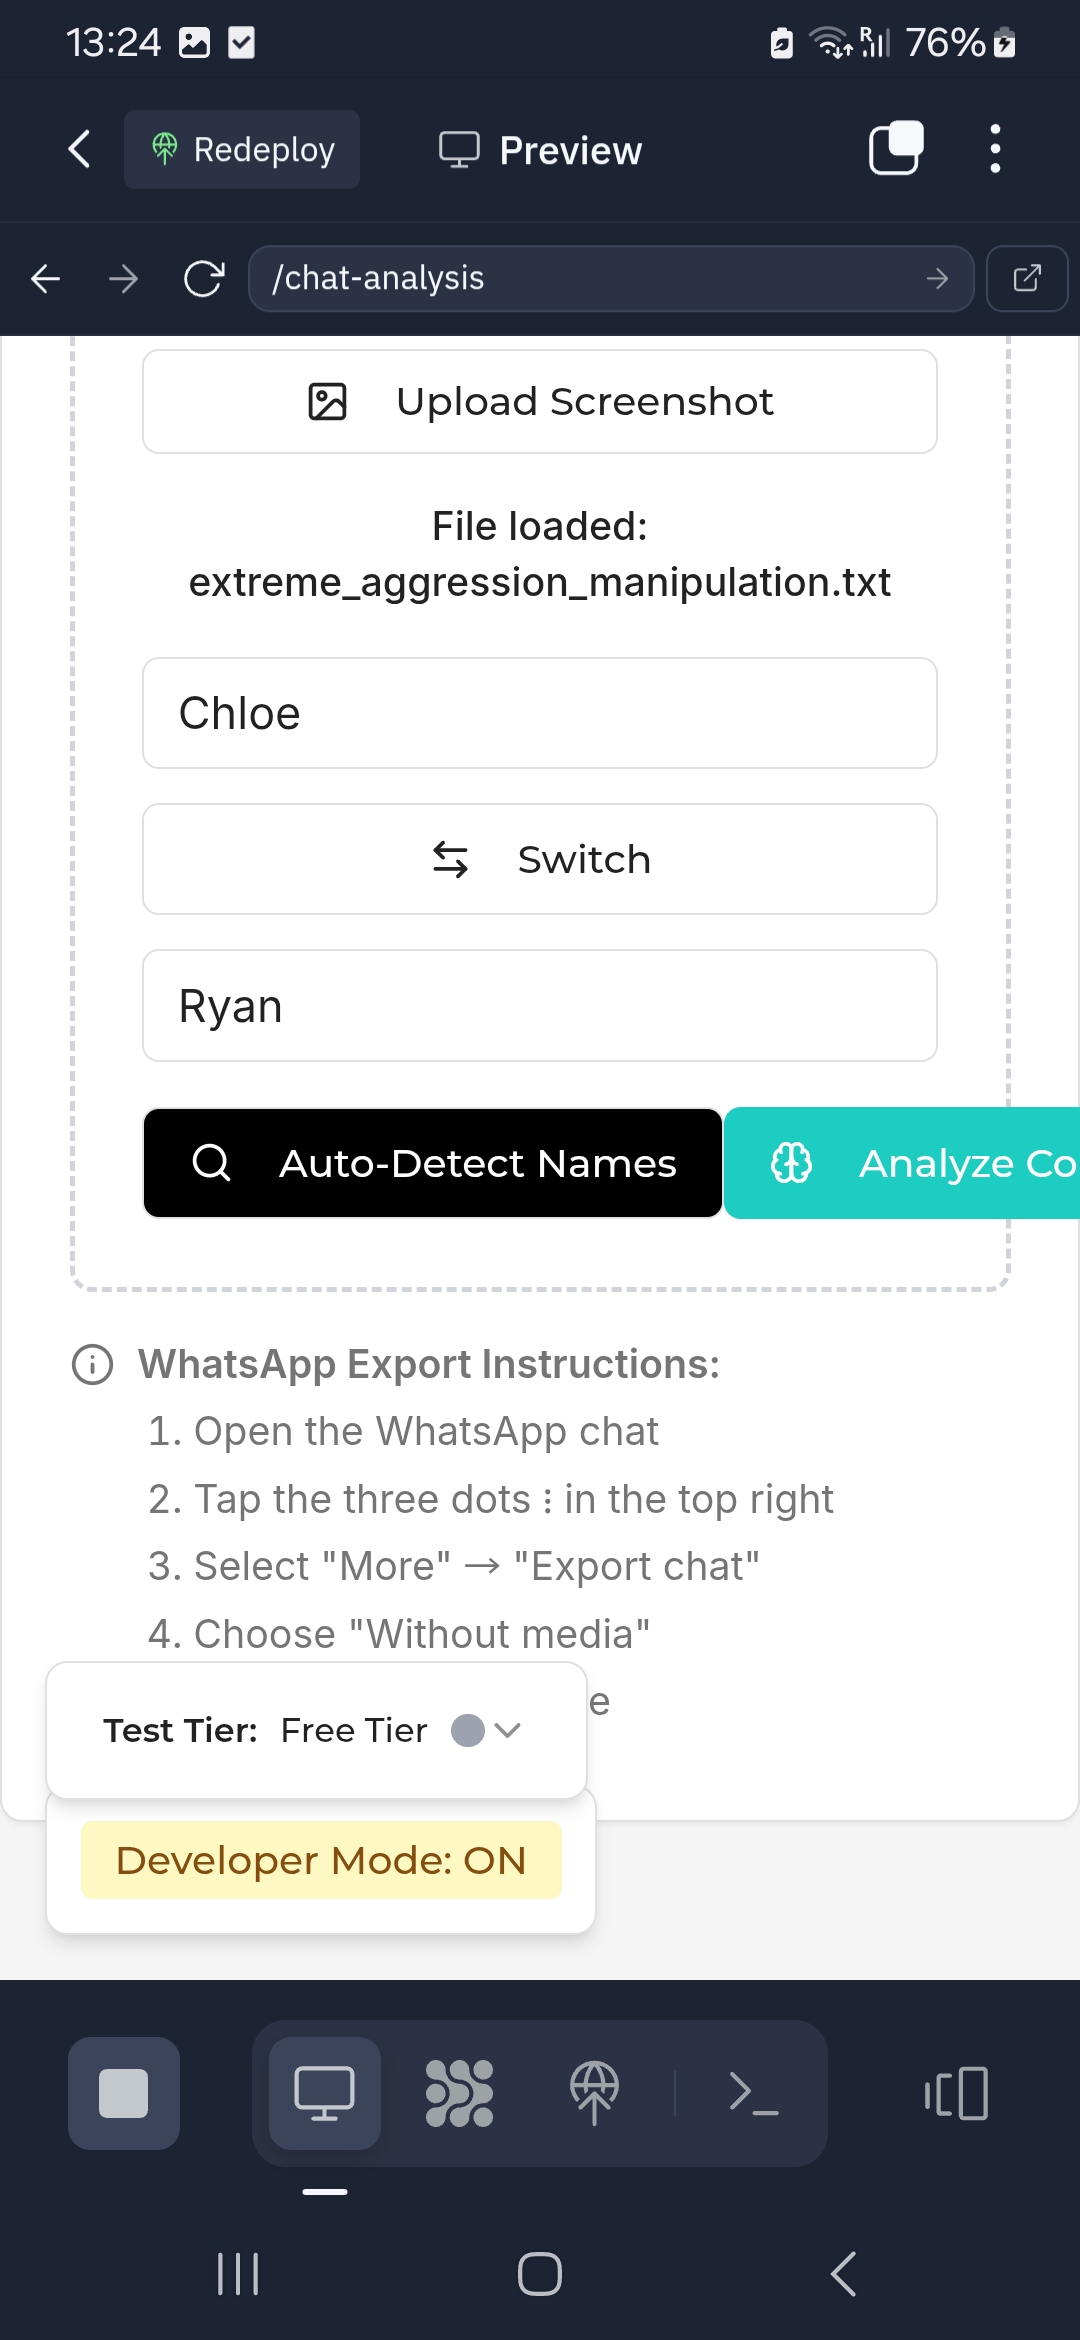 13:24
R
76%
Redeploy
Preview
/chat-analysis
Upload Screenshot
File loaded:
extreme_aggression_manipulation.txt
Chloe
Switch
Ryan
Auto-Detect Names
Analyze Co
WhatsApp Export Instructions:
1. Open the WhatsApp chat
2. Tap the three dots ⋮ in the top right
3. Select "More" → "Export chat"
4. Choose "Without media"
e
Test Tier: Free Tier
Developer Mode: ON